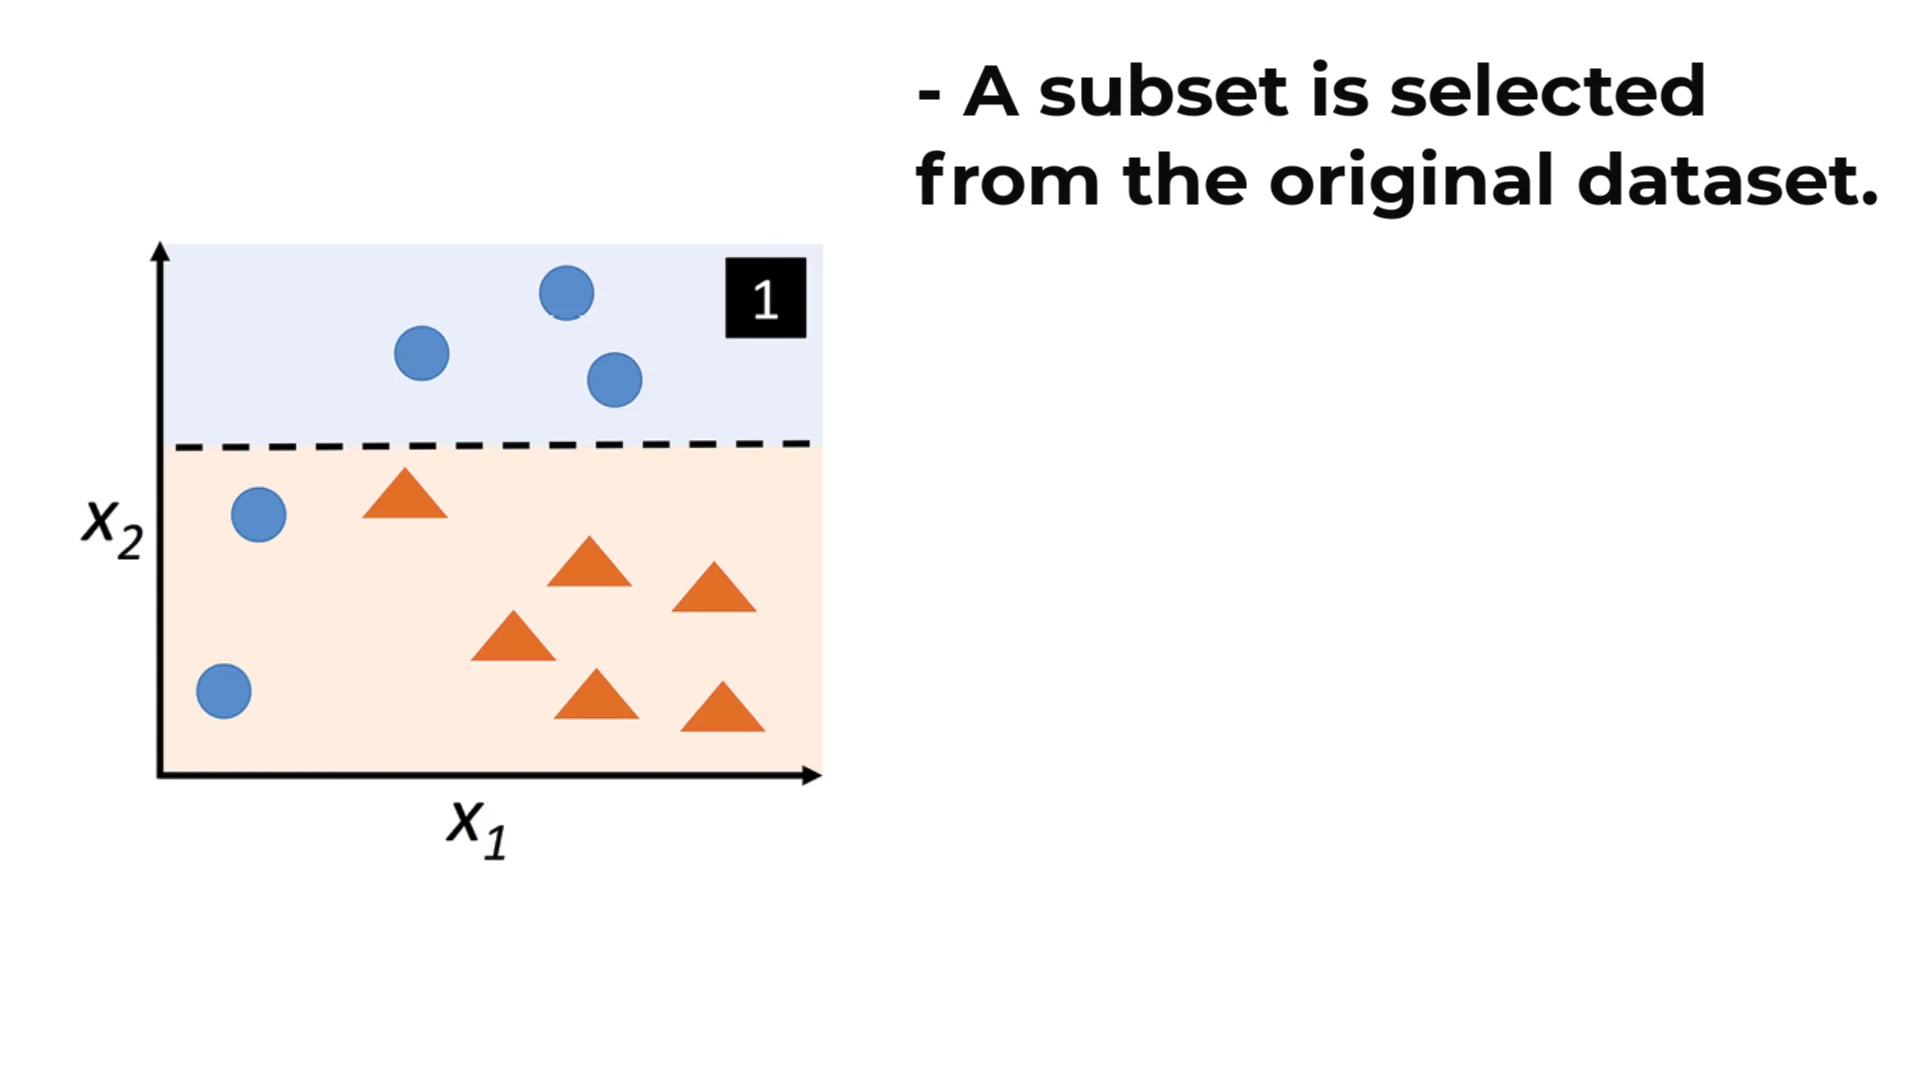 - A subset is selected
from the original dataset.
1
x2
x1